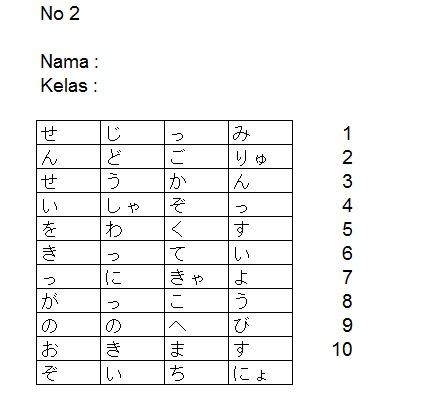 No 2
Nama :
Kelas :
せ じ っ み 1
ん ど ご りゅ 2
せ う か ん 3
い しゃ ぞ っ 4
を わ く す 5
き っ て い 6
っ に きゃ よ 7
が っ こ う 8
の の へ び 9
お き ま す 10
ぞ い ち にょ